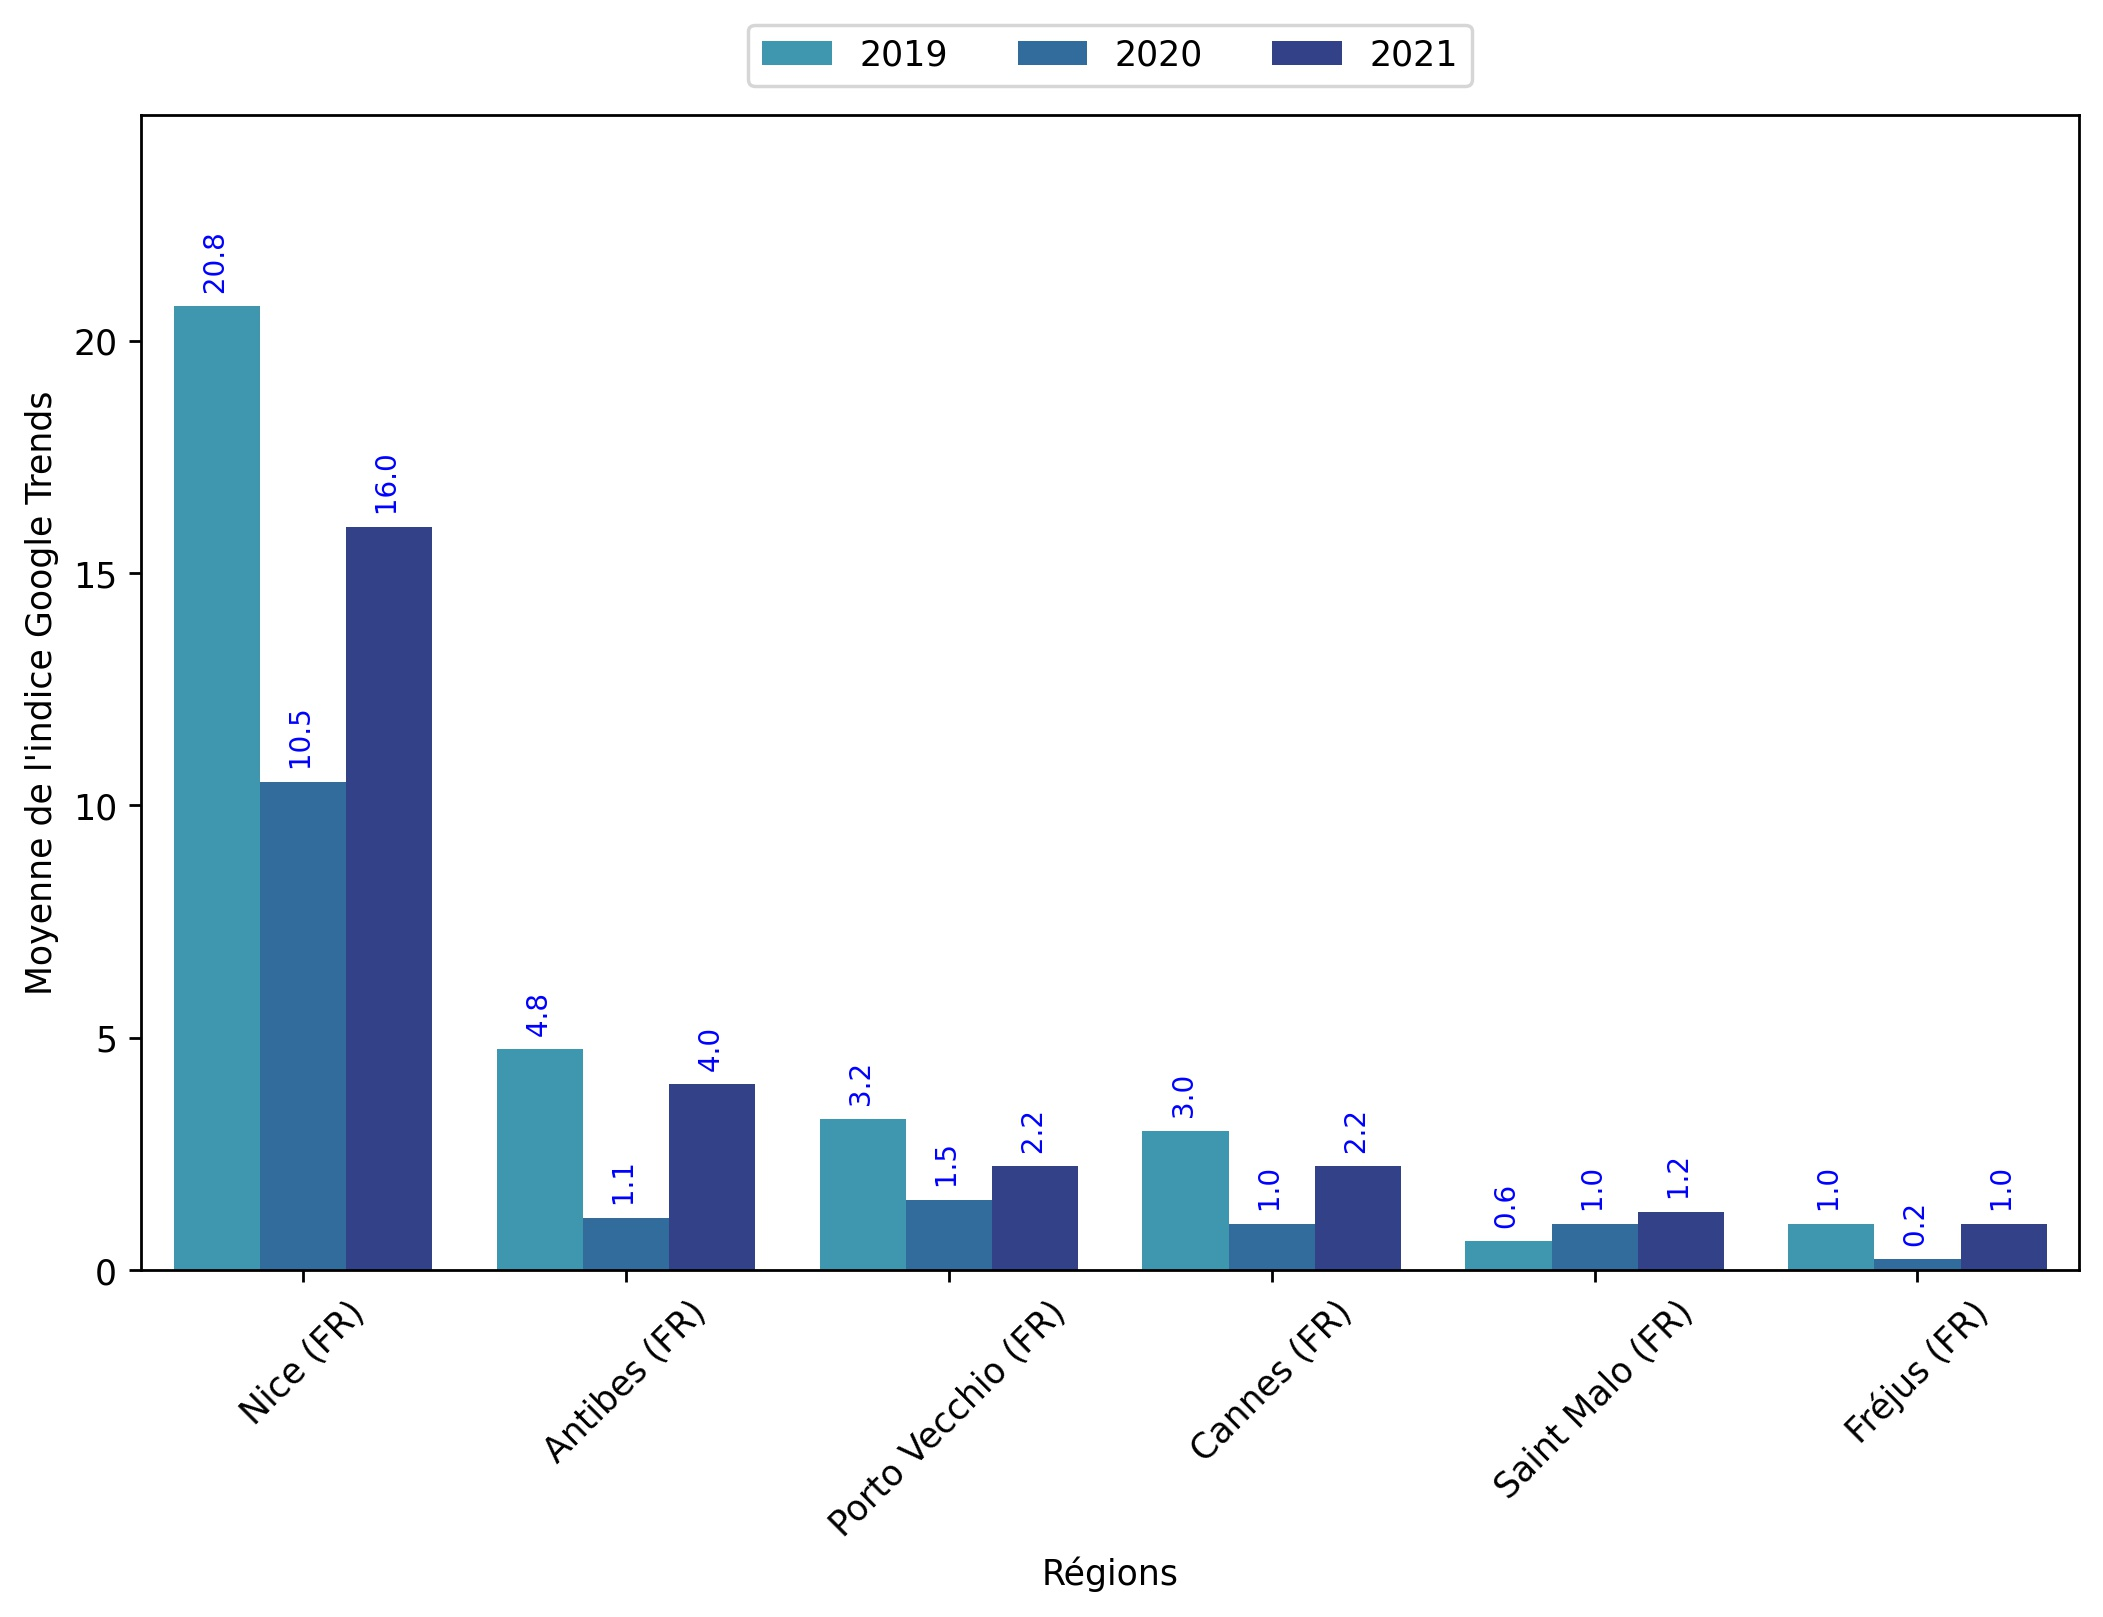 2019 2020 2021
Moyenne de l'indice Google Trends
20
15
10
5
0
20.8 10.5 16.0
4.8 1.1 4.0
3.2 1.5 2.2
3.0 1.0 2.2
0.6 1.0 1.2
1.0 0.2 1.0
Nice (FR)
Antibes (FR)
Porto Vecchio (FR)
Cannes (FR)
Saint Malo (FR)
Fréjus (FR)
Régions